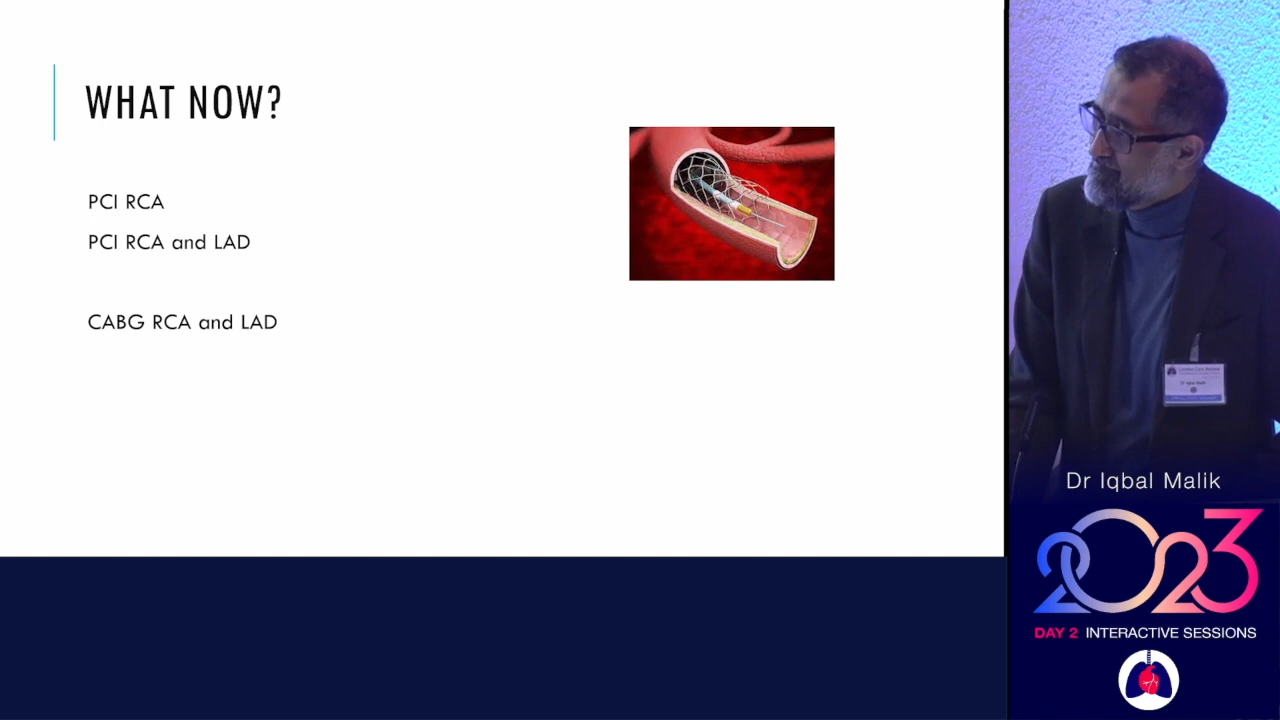 WHAT NOW?
PCI RCA
PCI RCA and LAD
CABG RCA and LAD
Dr Iqbal Malik
2023
DAY 2 INTERACTIVE SESSIONS